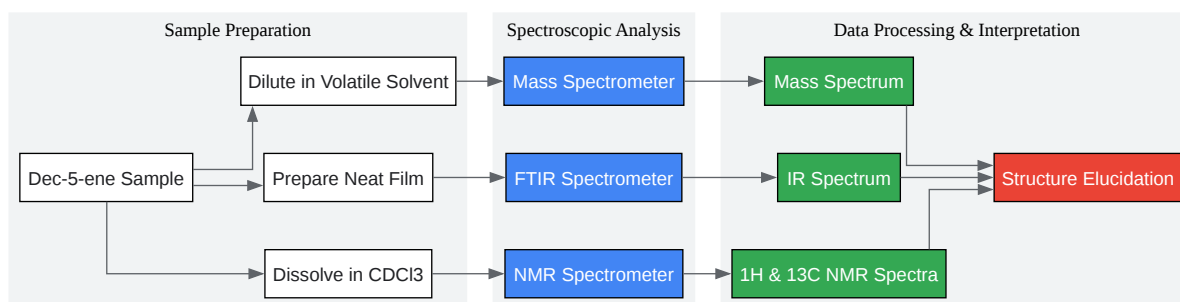 Sample Preparation
Spectroscopic Analysis
Data Processing & Interpretation
Dilute in Volatile Solvent
Mass Spectrometer
Mass Spectrum
Dec-5-ene Sample
Prepare Neat Film
FTIR Spectrometer
IR Spectrum
Structure Elucidation
Dissolve in CDCl3
NMR Spectrometer
1H & 13C NMR Spectra